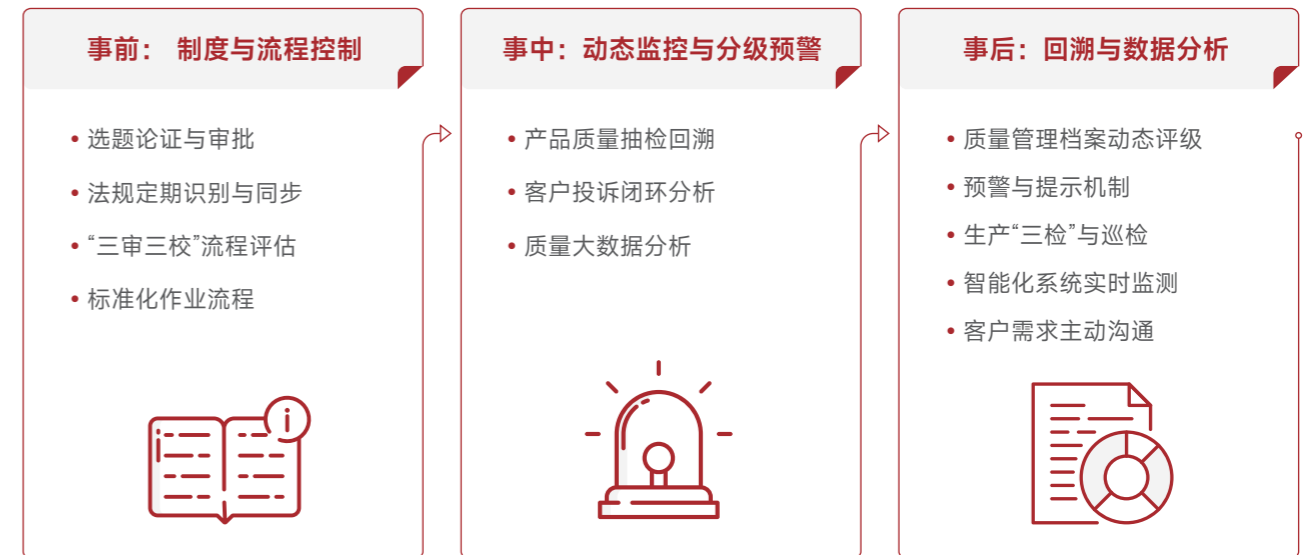 事前： 制度与流程控制
• 选题论证与审批
• 法规定期识别与同步
• “三审三校”流程评估
• 标准化作业流程
事中：动态监控与分级预警
• 产品质量抽检回溯
• 客户投诉闭环分析
• 质量大数据分析
事后：回溯与数据分析
• 质量管理档案动态评级
• 预警与提示机制
• 生产“三检”与巡检
• 智能化系统实时监测
• 客户需求主动沟通